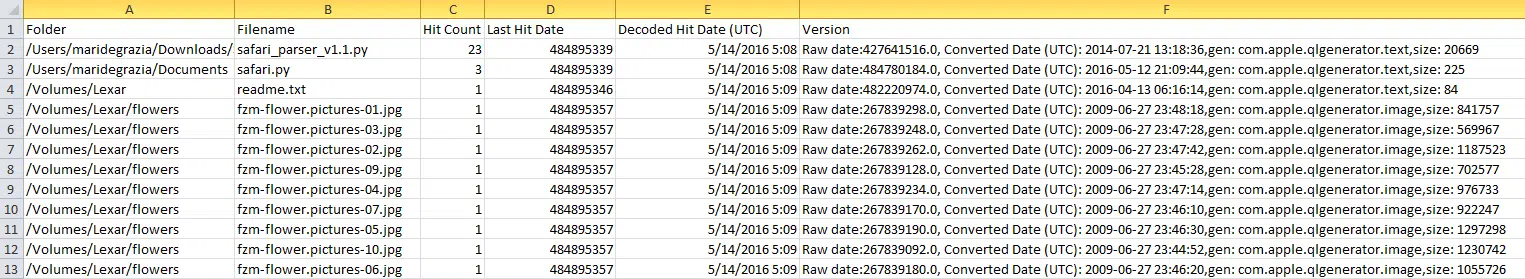 A B C D E F
1 Folder Filename Hit Count Last Hit Date Decoded Hit Date (UTC) Version
2 /Users/maridegrazia/Downloads/ safari_parser_v1.1.py 23 484895339 5/14/2016 5:08 Raw date:427641516.0, Converted Date (UTC): 2014-07-21 13:18:36,gen: com.apple.qlgenerator.text,size: 20669
3 /Users/maridegrazia/Documents safari.py 3 484895339 5/14/2016 5:08 Raw date:484780184.0, Converted Date (UTC): 2016-05-12 21:09:44,gen: com.apple.qlgenerator.text,size: 225
4 /Volumes/Lexar readme.txt 1 484895346 5/14/2016 5:09 Raw date:482220974.0, Converted Date (UTC): 2016-04-13 06:16:14,gen: com.apple.qlgenerator.text,size: 84
5 /Volumes/Lexar/flowers fzm-flower.pictures-01.jpg 1 484895357 5/14/2016 5:09 Raw date:267839298.0, Converted Date (UTC): 2009-06-27 23:48:18,gen: com.apple.qlgenerator.image,size: 841757
6 /Volumes/Lexar/flowers fzm-flower.pictures-03.jpg 1 484895357 5/14/2016 5:09 Raw date:267839248.0, Converted Date (UTC): 2009-06-27 23:47:28,gen: com.apple.qlgenerator.image,size: 569967
7 /Volumes/Lexar/flowers fzm-flower.pictures-02.jpg 1 484895357 5/14/2016 5:09 Raw date:267839262.0, Converted Date (UTC): 2009-06-27 23:47:42,gen: com.apple.qlgenerator.image,size: 1187523
8 /Volumes/Lexar/flowers fzm-flower.pictures-09.jpg 1 484895357 5/14/2016 5:09 Raw date:267839128.0, Converted Date (UTC): 2009-06-27 23:45:28,gen: com.apple.qlgenerator.image,size: 702577
9 /Volumes/Lexar/flowers fzm-flower.pictures-04.jpg 1 484895357 5/14/2016 5:09 Raw date:267839234.0, Converted Date (UTC): 2009-06-27 23:47:14,gen: com.apple.qlgenerator.image,size: 976733
10 /Volumes/Lexar/flowers fzm-flower.pictures-07.jpg 1 484895357 5/14/2016 5:09 Raw date:267839170.0, Converted Date (UTC): 2009-06-27 23:46:10,gen: com.apple.qlgenerator.image,size: 922247
11 /Volumes/Lexar/flowers fzm-flower.pictures-05.jpg 1 484895357 5/14/2016 5:09 Raw date:267839190.0, Converted Date (UTC): 2009-06-27 23:46:30,gen: com.apple.qlgenerator.image,size: 1297298
12 /Volumes/Lexar/flowers fzm-flower.pictures-10.jpg 1 484895357 5/14/2016 5:09 Raw date:267839092.0, Converted Date (UTC): 2009-06-27 23:44:52,gen: com.apple.qlgenerator.image,size: 1230742
13 /Volumes/Lexar/flowers fzm-flower.pictures-06.jpg 1 484895357 5/14/2016 5:09 Raw date:267839180.0, Converted Date (UTC): 2009-06-27 23:46:20,gen: com.apple.qlgenerator.image,size: 1055726